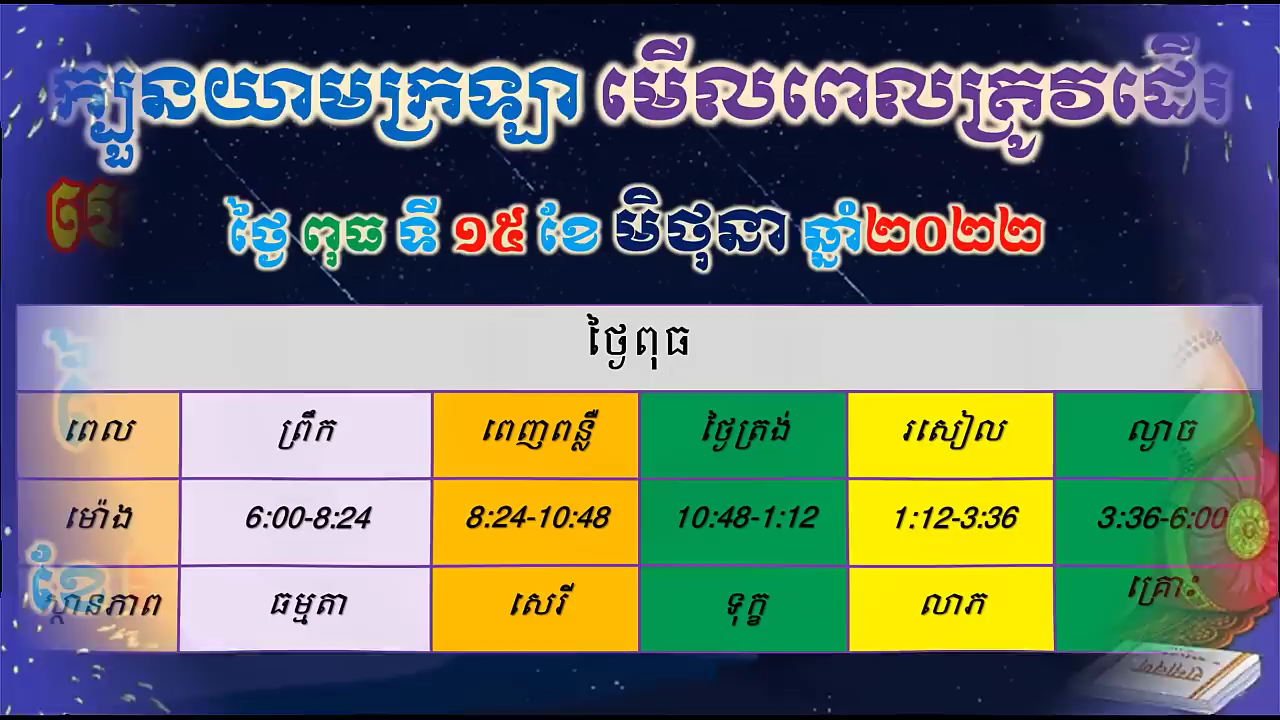 ក្បួនយាមក្រឡា មើលពេលត្រូវដើរ
ថ្ងៃ ពុធ ទី ១៥ ខែ មិថុនា ឆ្នាំ២០២២
ថ្ងៃពុធ
ពេល ព្រឹក ពេញពន្លឺ ថ្ងៃត្រង់ រសៀល ល្ងាច
ម៉ោង 6:00-8:24 8:24-10:48 10:48-1:12 1:12-3:36 3:36-6:00
ខែ
ស្ថានភាព ធម្មតា សេរី ទុក្ខ លាភ គ្រោះ